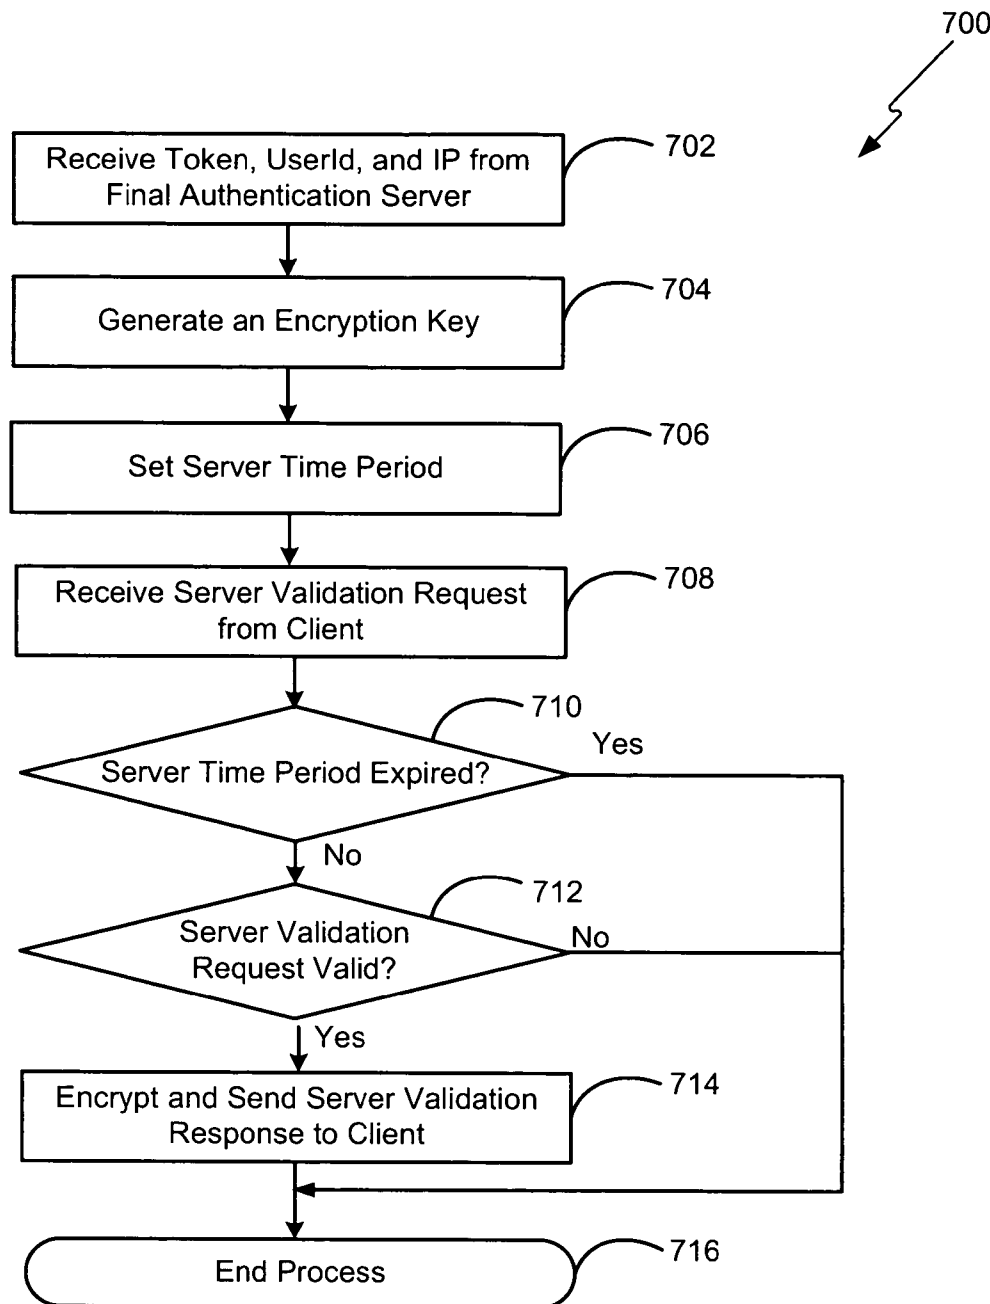 700
Receive Token, UserId, and IP from
Final Authentication Server
702
Generate an Encryption Key
704
Set Server Time Period
706
Receive Server Validation Request
from Client
708
Server Time Period Expired?
710
Yes
No
Server Validation
Request Valid?
712
No
Yes
Encrypt and Send Server Validation
Response to Client
714
End Process
716